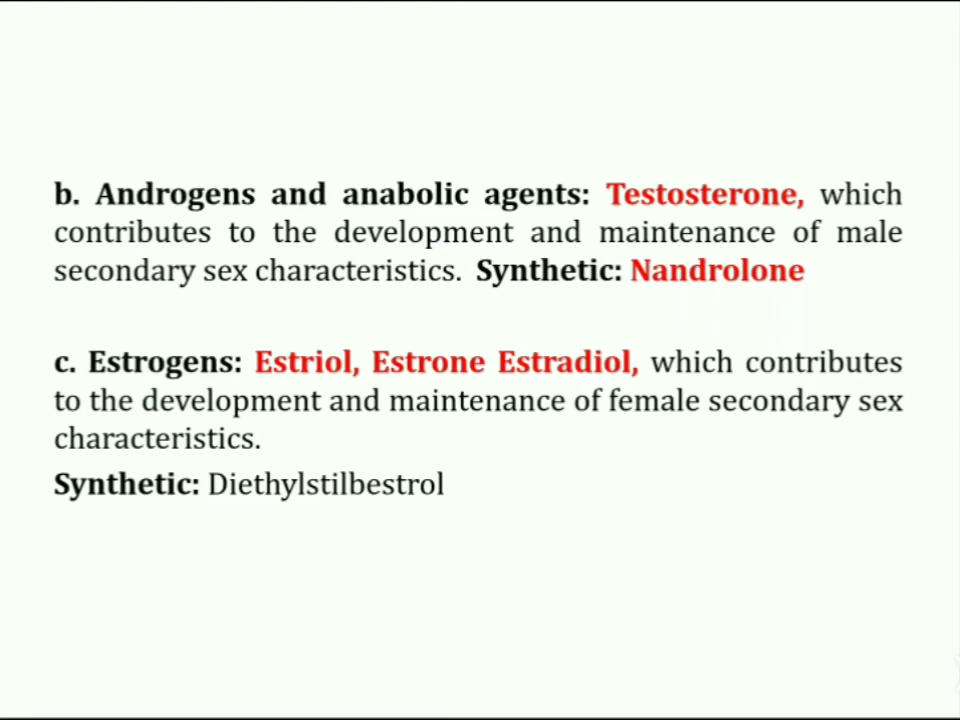 b. Androgens and anabolic agents: Testosterone, which
contributes to the development and maintenance of male
secondary sex characteristics. Synthetic: Nandrolone
c. Estrogens: Estriol, Estrone Estradiol, which contributes
to the development and maintenance of female secondary sex
characteristics.
Synthetic: Diethylstilbestrol